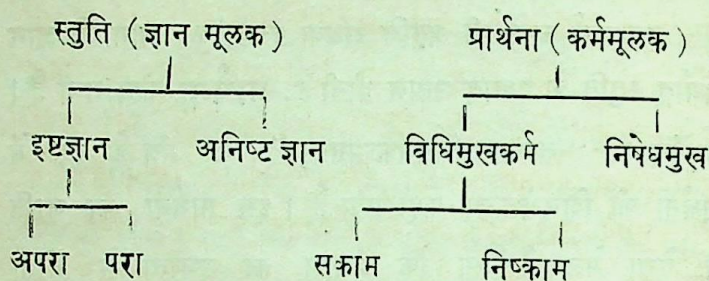 स्तुति (ज्ञान मूलक) प्रार्थना (कर्ममूलक)
इष्टज्ञान अनिष्ट ज्ञान विधिमुखकर्म निषेधमुख
अपरा परा सकाम निष्काम